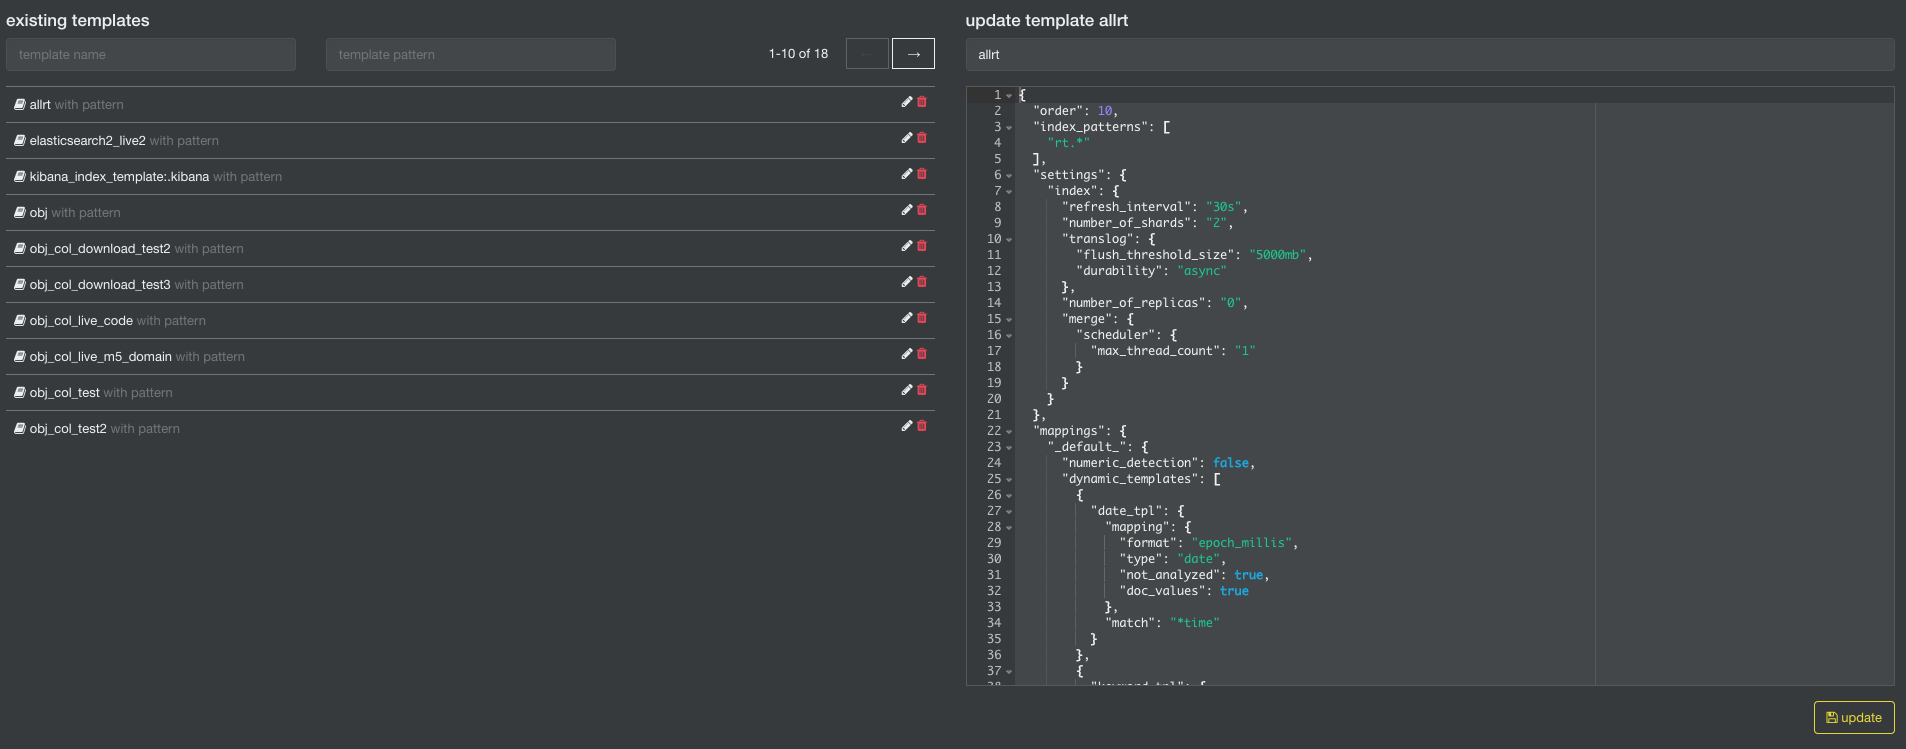 existing templates
template name
template pattern
1-10 of 18
←
→
allrt with pattern
elasticsearch2_live2 with pattern
kibana_index_template:.kibana with pattern
obj with pattern
obj_col_download_test2 with pattern
obj_col_download_test3 with pattern
obj_col_live_code with pattern
obj_col_live_m5_domain with pattern
obj_col_test with pattern
obj_col_test2 with pattern
update template allrt
allrt
1 {
2 "order": 10,
3 "index_patterns": [
4 "rt.*"
5 ],
6 "settings": {
7 "index": {
8 "refresh_interval": "30s",
9 "number_of_shards": "2",
10 "translog": {
11 "flush_threshold_size": "5000mb",
12 "durability": "async"
13 },
14 "number_of_replicas": "0",
15 "merge": {
16 "scheduler": {
17 "max_thread_count": "1"
18 }
19 }
20 }
21 },
22 "mappings": {
23 "_default_": {
24 "numeric_detection": false,
25 "dynamic_templates": [
26 {
27 "date_tpl": {
28 "mapping": {
29 "format": "epoch_millis",
30 "type": "date",
31 "not_analyzed": true,
32 "doc_values": true
33 },
34 "match": "*time"
35 }
36 },
37 {
38 "keyword_tpl": {
update